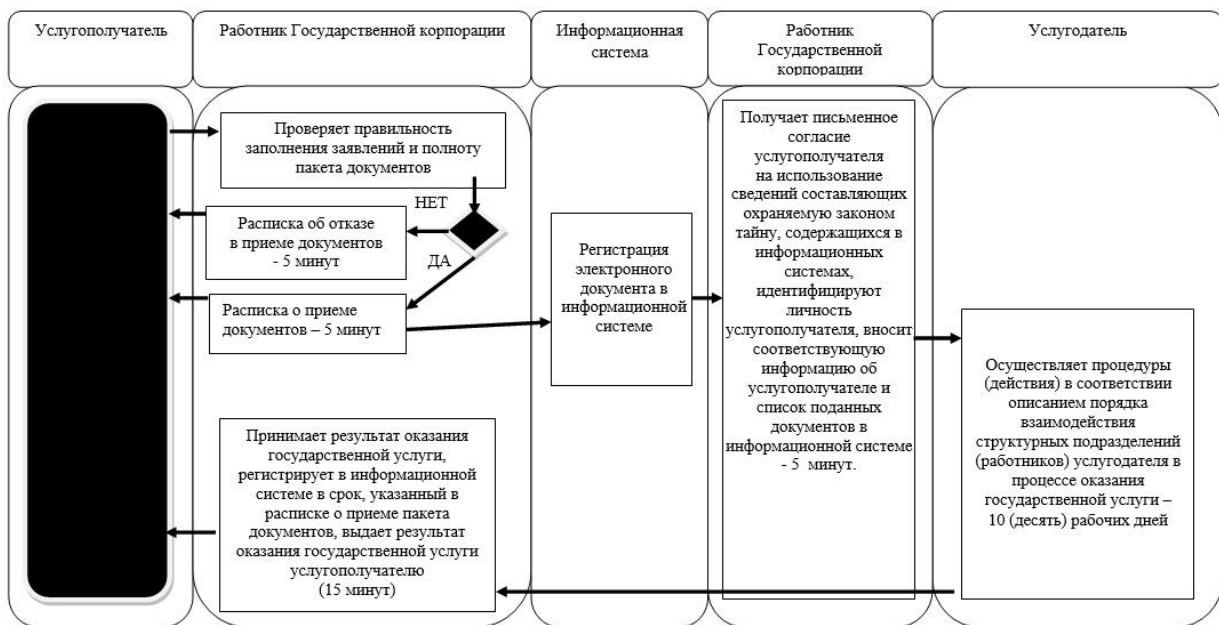 Услугополучатель
Работник Государственной корпорации
Информационная
система
Работник
Государственной
корпорации
Услугодатель
Проверяет правильность
заполнения заявлений и полноту
пакета документов
НЕТ
Расписка об отказе
в приеме документов
- 5 минут
ДА
Расписка о приеме
документов – 5 минут
Принимает результат оказания
государственной услуги,
регистрирует в информационной
системе в срок, указанный в
расписке о приеме пакета
документов, выдает результат
оказания государственной услуги
услугополучателю
(15 минут)
Регистрация
электронного
документа в
информационной
системе
Получает письменное
согласие
услугополучателя
на использование
сведений составляющих
охраняемую законом
тайну, содержащихся в
информационных
системах,
идентифицируют
личность
услугополучателя, вносит
соответствующую
информацию об
услугополучателе и
список поданных
документов в
информационной системе
- 5 минут.
Осуществляет процедуры
(действия) в соответствии
описанием порядка
взаимодействия
структурных подразделений
(работников) услугодателя в
процессе оказания
государственной услуги –
10 (десять) рабочих дней